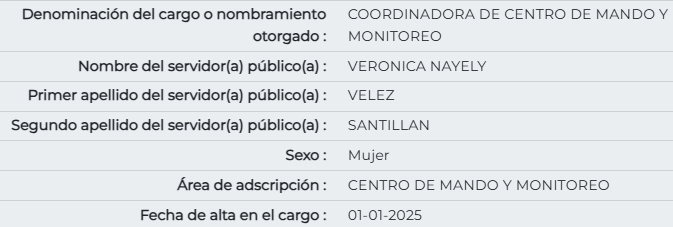 Denominación del cargo o nombramiento otorgado : COORDINADORA DE CENTRO DE MANDO Y MONITOREO
Nombre del servidor(a) público(a) : VERONICA NAYELY
Primer apellido del servidor(a) público(a) : VELEZ
Segundo apellido del servidor(a) público(a) : SANTILLAN
Sexo : Mujer
Área de adscripción : CENTRO DE MANDO Y MONITOREO
Fecha de alta en el cargo : 01-01-2025